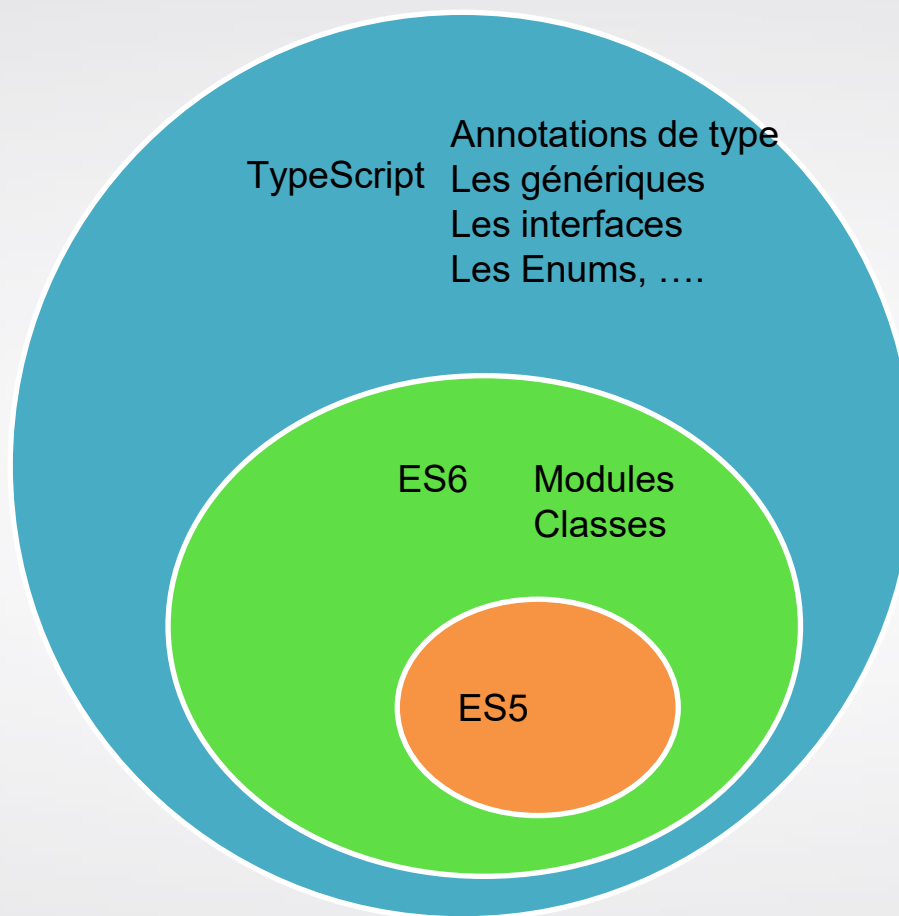 TypeScript
Annotations de type
Les génériques
Les interfaces
Les Enums, ….
ES6
Modules
Classes
ES5